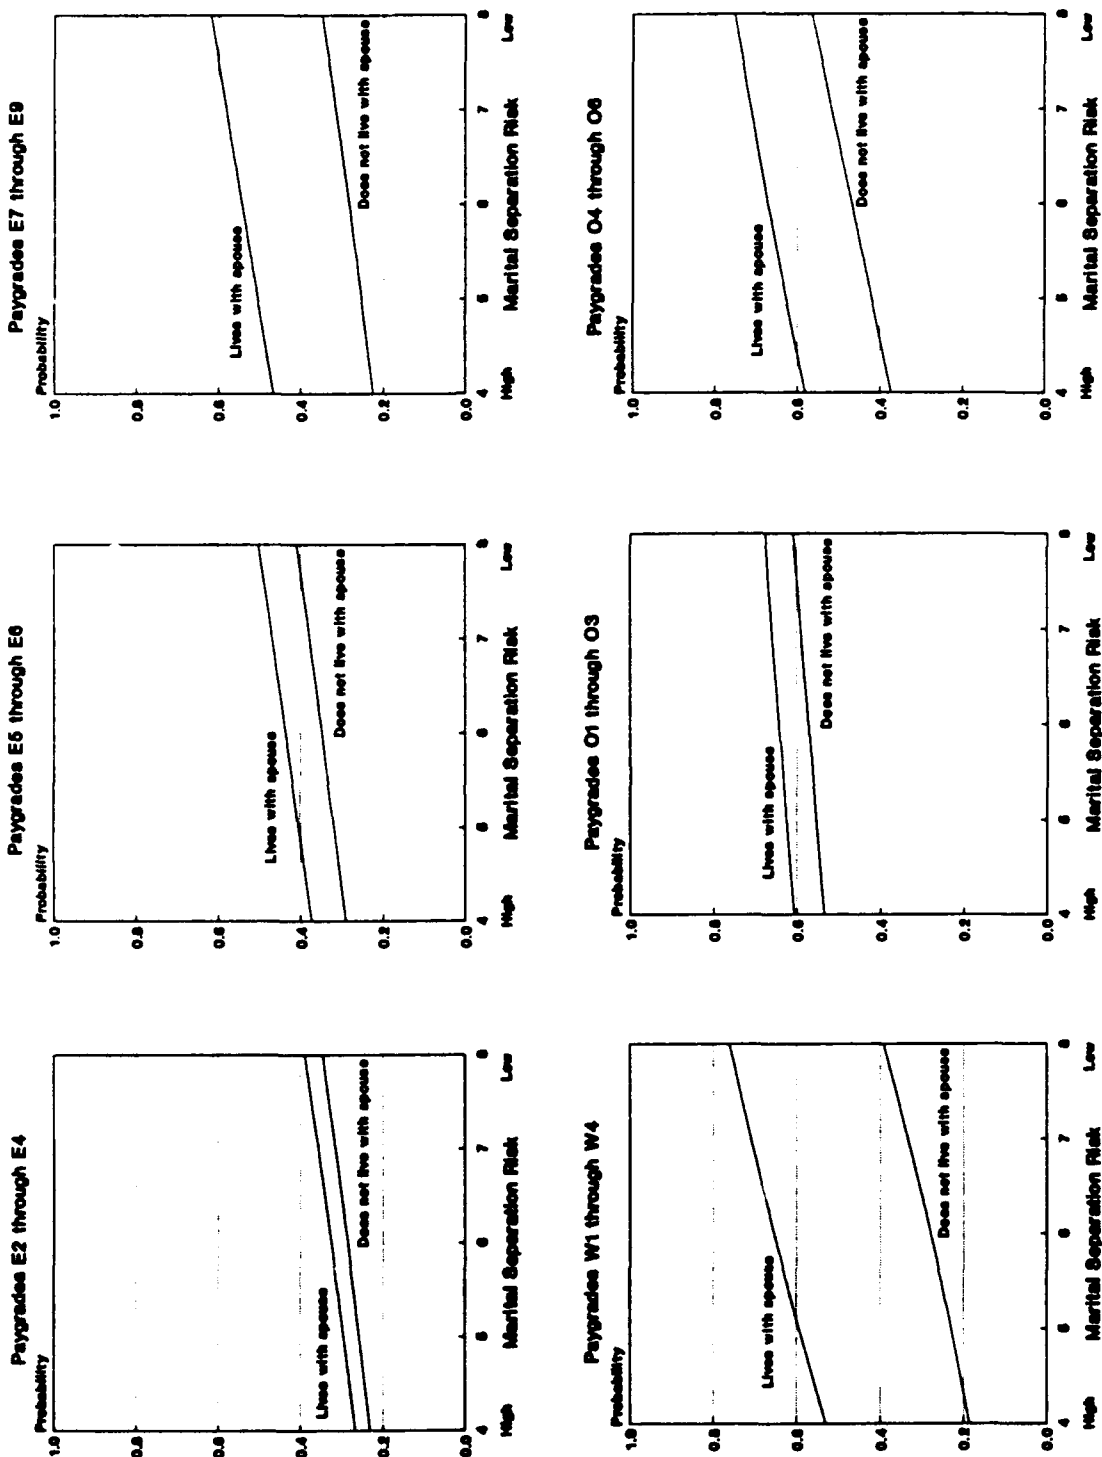 Paygrades E2 through E4
Probability
1.0
0.8
0.6
0.4
0.2
0.0
Lives with spouse
Does not live with spouse
4 5 6 7 8
High Marital Separation Risk Low
Paygrades E5 through E6
Probability
1.0
0.8
0.6
0.4
0.2
0.0
Lives with spouse
Does not live with spouse
4 5 6 7 8
High Marital Separation Risk Low
Paygrades E7 through E9
Probability
1.0
0.8
0.6
0.4
0.2
0.0
Lives with spouse
Does not live with spouse
4 5 6 7 8
High Marital Separation Risk Low
Paygrades W1 through W4
Probability
1.0
0.8
0.6
0.4
0.2
0.0
Lives with spouse
Does not live with spouse
4 5 6 7 8
High Marital Separation Risk Low
Paygrades O1 through O3
Probability
1.0
0.8
0.6
0.4
0.2
0.0
Lives with spouse
Does not live with spouse
4 5 6 7 8
High Marital Separation Risk Low
Paygrades O4 through O6
Probability
1.0
0.8
0.6
0.4
0.2
0.0
Lives with spouse
Does not live with spouse
4 5 6 7 8
High Marital Separation Risk Low